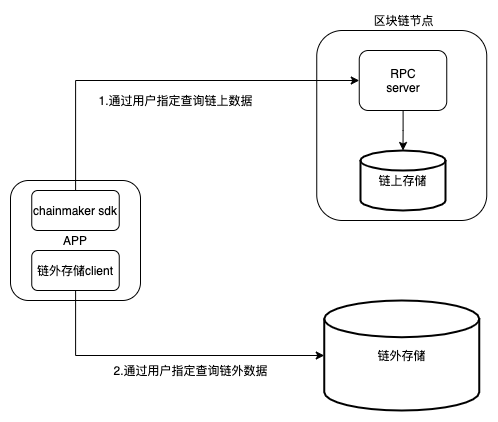 区块链节点
RPC
server
1.通过用户指定查询链上数据
链上存储
chainmaker sdk
APP
链外存储client
链外存储
2.通过用户指定查询链外数据